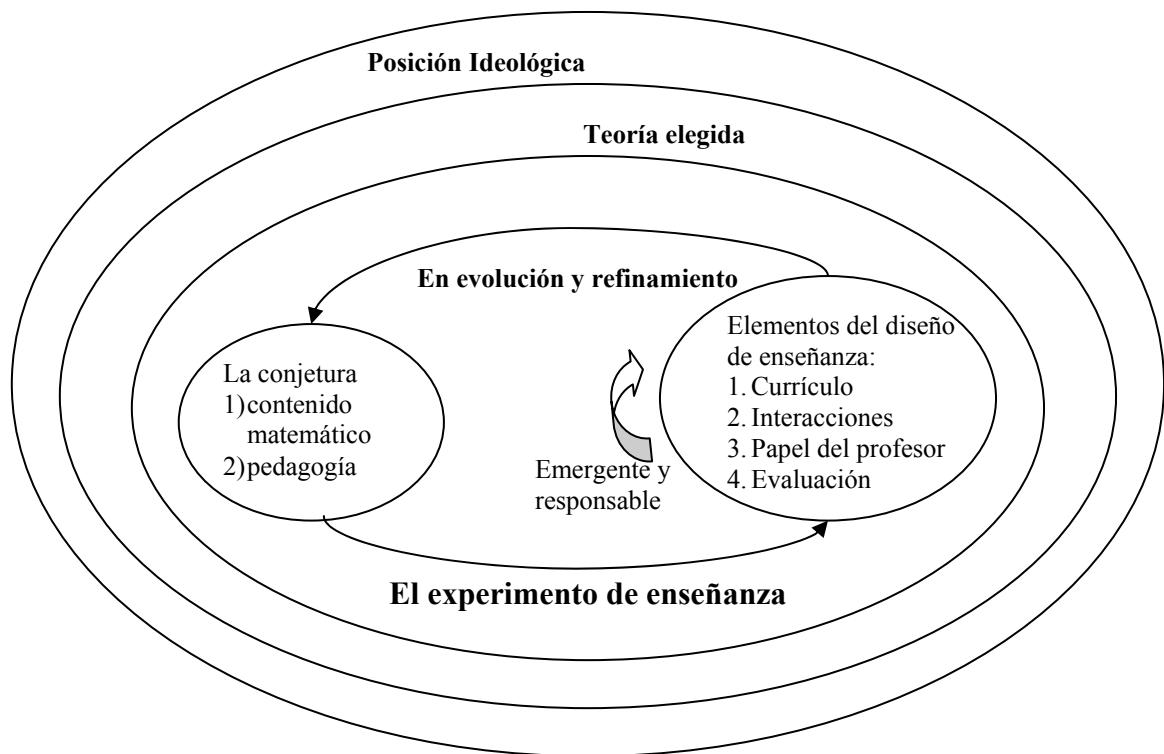 Posición Ideológica
Teoría elegida
En evolución y refinamiento
La conjetura
1) contenido
matemático
2) pedagogía
Emergente y
responsable
Elementos del diseño
de enseñanza:
1. Currículo
2. Interacciones
3. Papel del profesor
4. Evaluación
El experimento de enseñanza